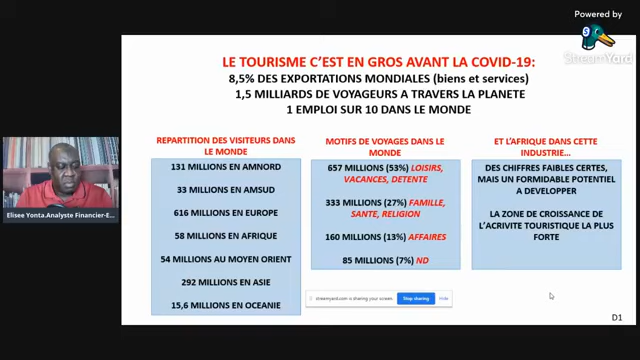 Powered by
StreamYard
LE TOURISME C'EST EN GROS AVANT LA COVID-19:
8,5% DES EXPORTATIONS MONDIALES (biens et services)
1,5 MILLIARDS DE VOYAGEURS A TRAVERS LA PLANETE
1 EMPLOI SUR 10 DANS LE MONDE
REPARTITION DES VISITEURS DANS
LE MONDE
131 MILLIONS EN AMNORD
33 MILLIONS EN AMSUD
616 MILLIONS EN EUROPE
58 MILLIONS EN AFRIQUE
54 MILLIONS AU MOYEN ORIENT
292 MILLIONS EN ASIE
15,6 MILLIONS EN OCEANIE
MOTIFS DE VOYAGES DANS LE
MONDE
657 MILLIONS (53%) LOISIRS,
VACANCES, DETENTE
333 MILLIONS (27%) FAMILLE,
SANTE, RELIGION
160 MILLIONS (13%) AFFAIRES
85 MILLIONS (7%) ND
ET L'AFRIQUE DANS CETTE
INDUSTRIE...
DES CHIFFRES FAIBLES CERTES,
MAIS UN FORMIDABLE POTENTIEL
A DEVELOPPER
LA ZONE DE CROISSANCE DE
L'ACRIVITE TOURISTIQUE LA PLUS
FORTE
Elisee Yonta.Analyste Financier-E...
streamyard.com is sharing your screen.
Stop sharing
Hide
D1